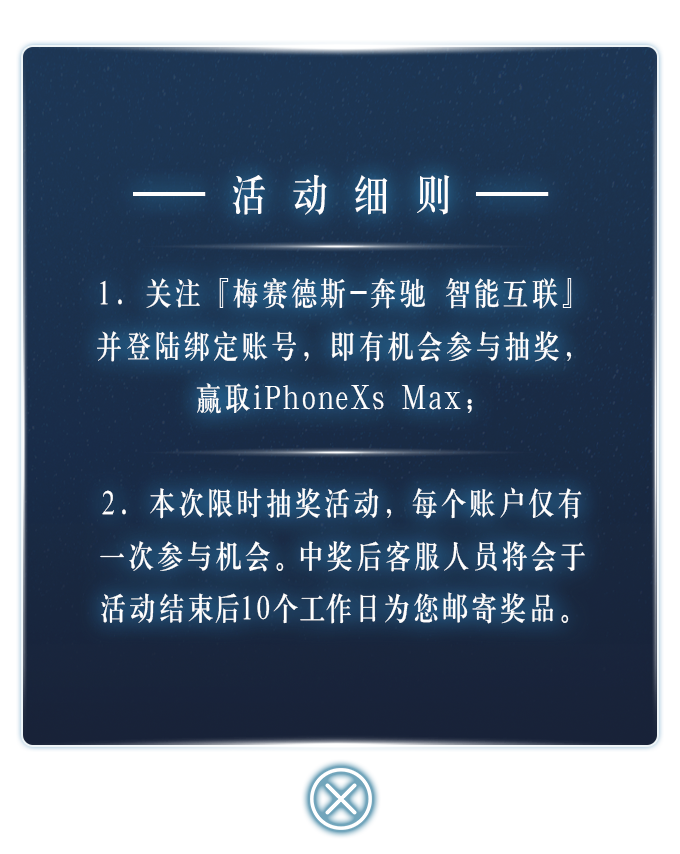 活动细则
1. 关注『梅赛德斯-奔驰 智能互联』
并登陆绑定账号，即有机会参与抽奖，
赢取iPhoneXs Max；
2. 本次限时抽奖活动，每个账户仅有
一次参与机会。中奖后客服人员将会于
活动结束后10个工作日为您邮寄奖品。